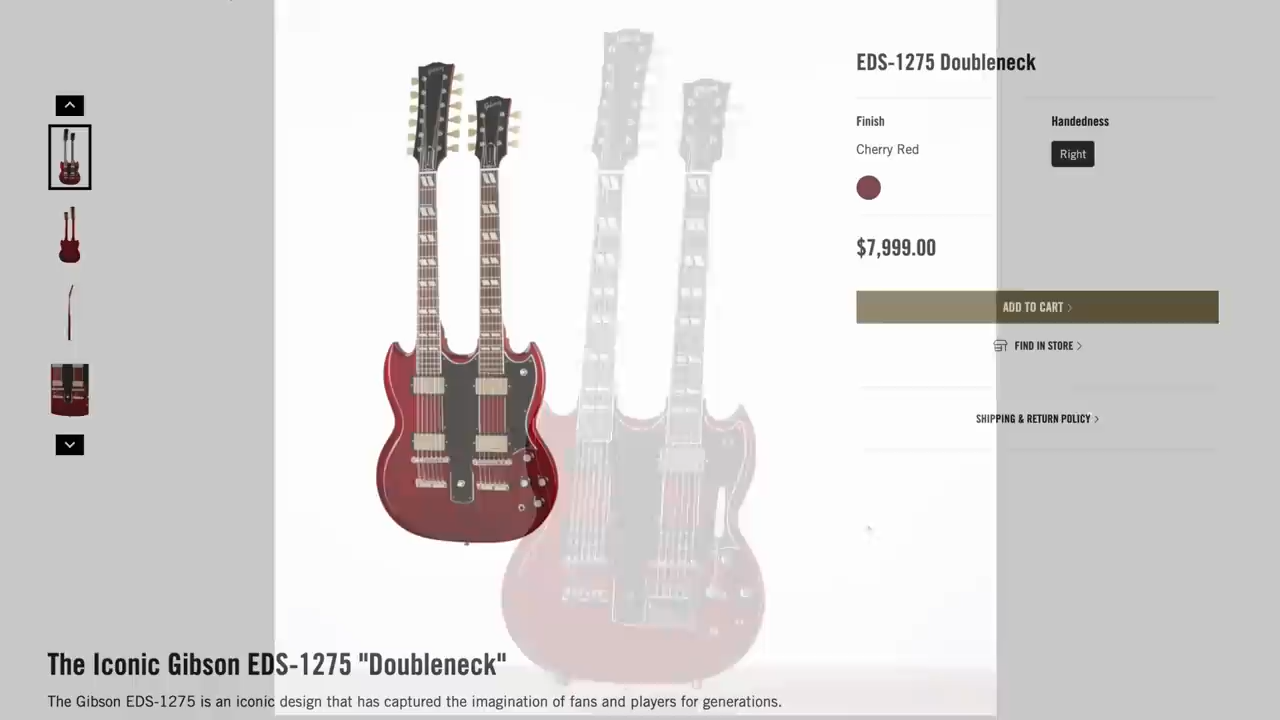 EDS-1275 Doubleneck
Finish
Handedness
Cherry Red
Right
$7,999.00
ADD TO CART
FIND IN STORE
SHIPPING & RETURN POLICY
The Iconic Gibson EDS-1275 "Doubleneck"
The Gibson EDS-1275 is an iconic design that has captured the imagination of fans and players for generations.